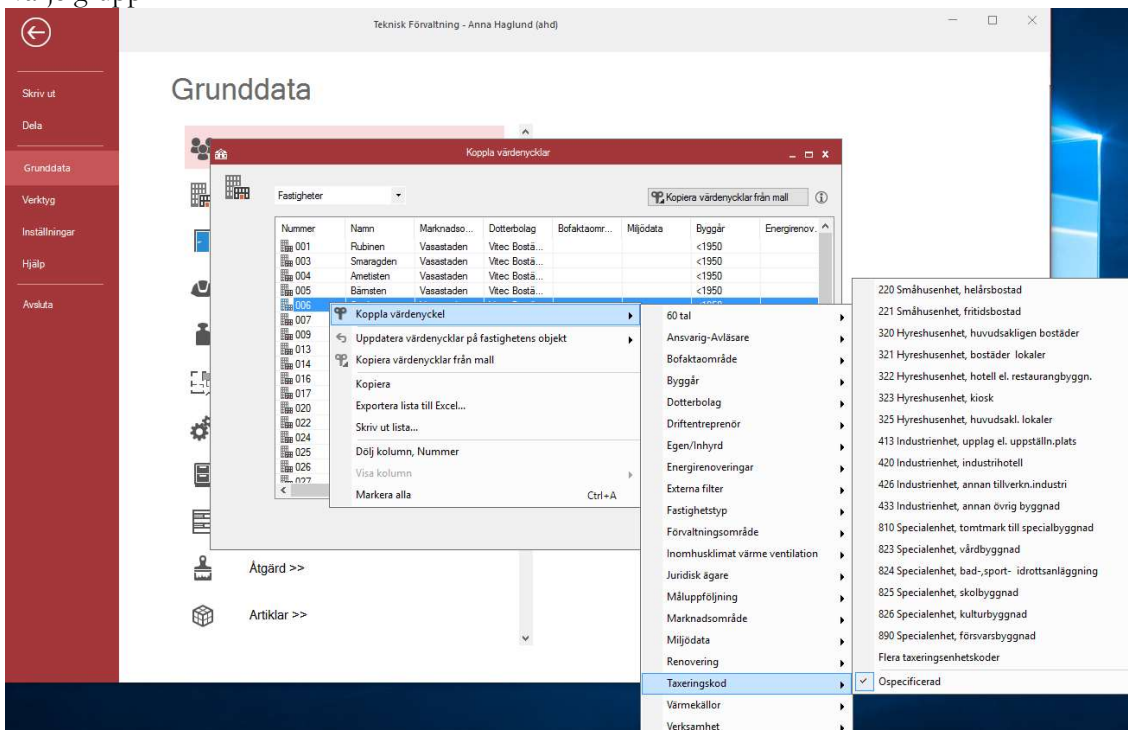 Teknisk Förvaltning - Anna Haglund (ahd)
Skriv ut
Dela
Grunddata
Verktyg
Inställningar
Hjälp
Avsluta
Grunddata
Koppla värdenycklar
Fastigheter
Kopiera värdenycklar från mall
Nummer Namn Marknadso... Dotterbolag Bofaktaomr... Miljödata Byggår Energirenov.
001 Rubinen Vasastaden Vitec Bostä... <1950
003 Smaragden Vasastaden Vitec Bostä... <1950
004 Ametisten Vasastaden Vitec Bostä... <1950
005 Bärnsten Vasastaden Vitec Bostä... <1950
006
007
009
013
014
016
017
020
022
024
025
026
027
Koppla värdenyckel
Uppdatera värdenycklar på fastighetens objekt
Kopiera värdenycklar från mall
Kopiera
Exportera lista till Excel...
Skriv ut lista...
Dölj kolumn, Nummer
Visa kolumn
Markera alla Ctrl+A
60 tal
Ansvarig-Avläsare
Bofaktaområde
Byggår
Dotterbolag
Driftentreprenör
Egen/Inhyrd
Energirenoveringar
Externa filter
Fastighetstyp
Förvaltningsområde
Inomhusklimat värme ventilation
Juridisk ägare
Måluppföljning
Marknadsområde
Miljödata
Renovering
Taxeringskod
Värmekällor
Verksamhet
220 Småhusenhet, helårsbostad
221 Småhusenhet, fritidsbostad
320 Hyreshusenhet, huvudsakligen bostäder
321 Hyreshusenhet, bostäder lokaler
322 Hyreshusenhet, hotell el. restaurangbyggn.
323 Hyreshusenhet, kiosk
325 Hyreshusenhet, huvudsakl. lokaler
413 Industrienhet, upplag el. uppställn.plats
420 Industrienhet, industrihotell
426 Industrienhet, annan tillverkn.industri
433 Industrienhet, annan övrig byggnad
810 Specialenhet, tomtmark till specialbyggnad
823 Specialenhet, vårdbyggnad
824 Specialenhet, bad-,sport- idrottsanläggning
825 Specialenhet, skolbyggnad
826 Specialenhet, kulturbyggnad
890 Specialenhet, försvarsbyggnad
Flera taxeringsenhetskoder
Ospecificerad
Åtgärd >>
Artiklar >>